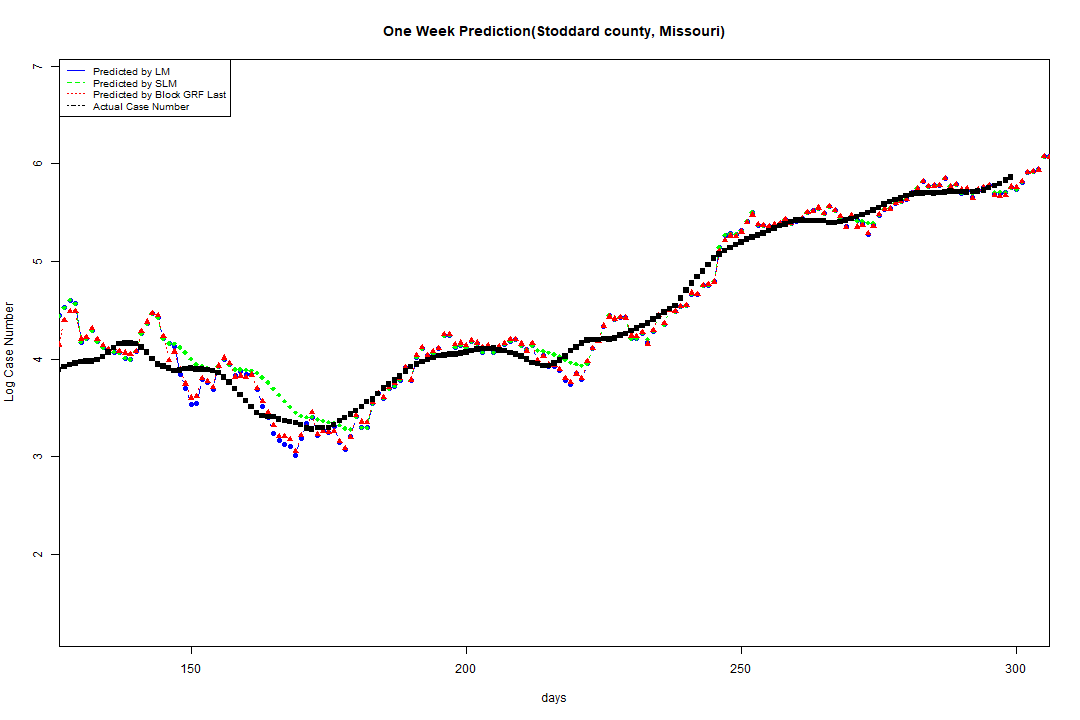 One Week Prediction(Stoddard county, Missouri)
Predicted by LM
Predicted by SLM
Predicted by Block GRF Last
Actual Case Number
7
6
5
4
3
2
Log Case Number
150
200
250
300
days